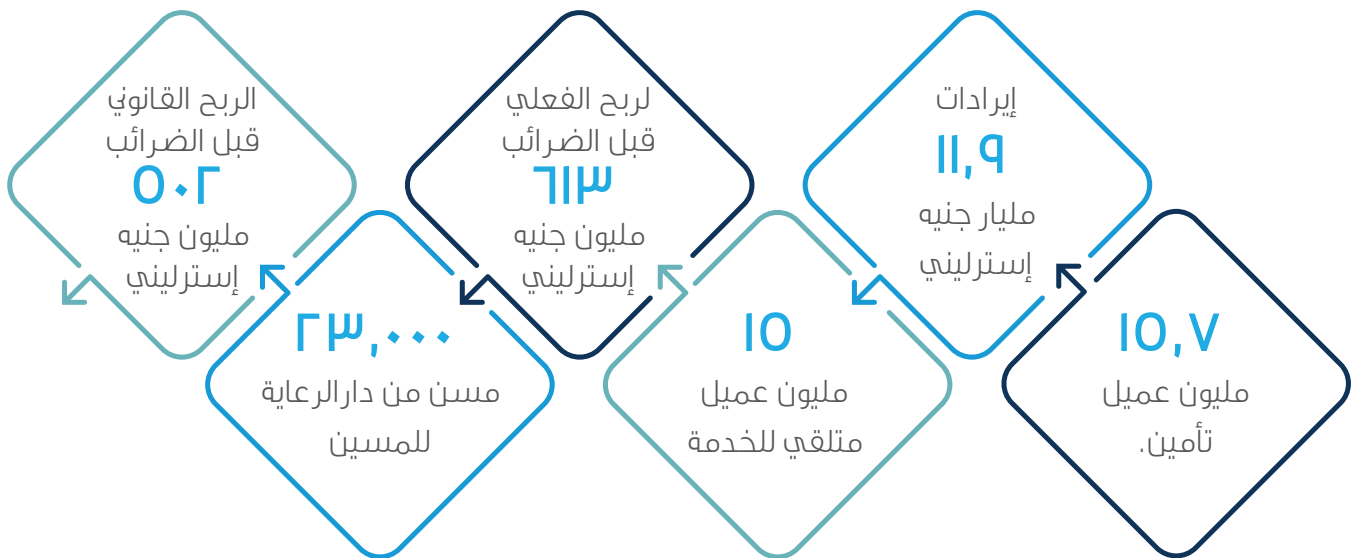 إيرادات
١١,٩
مليار جنيه
إسترليني
لربح الفعلي
قبل الضرائب
٦١٣
مليون جنيه
إسترليني
الربح القانوني
قبل الضرائب
٥٠٢
مليون جنيه
إسترليني
١٥,٧
مليون عميل
تأمين.
١٥
مليون عميل
متلقي للخدمة
٢٣,٠٠٠
مسن من دارالرعاية
للمسين